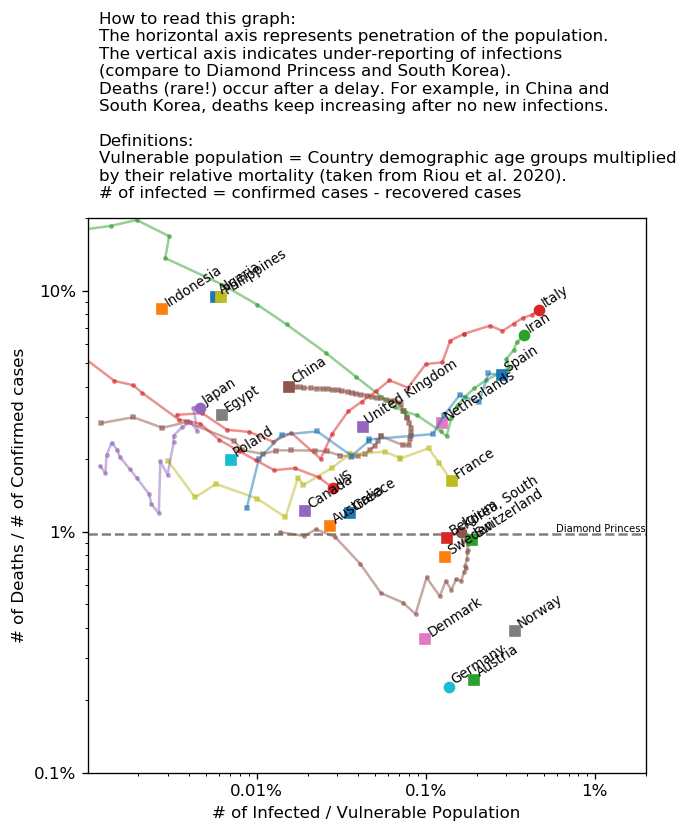 How to read this graph:
The horizontal axis represents penetration of the population.
The vertical axis indicates under-reporting of infections
(compare to Diamond Princess and South Korea).
Deaths (rare!) occur after a delay. For example, in China and
South Korea, deaths keep increasing after no new infections.
Definitions:
Vulnerable population = Country demographic age groups multiplied
by their relative mortality (taken from Riou et al. 2020).
# of infected = confirmed cases - recovered cases
# of Deaths / # of Confirmed cases
10%
1%
0.1%
Indonesia
Algeria
Philippines
Italy
Iran
Spain
China
Japan
Egypt
United Kingdom
Netherlands
Poland
France
US
Canada
Australia
Greece
Belgium
Korea, South
Switzerland
Sweden
Diamond Princess
Denmark
Norway
Germany
Austria
0.01%
0.1%
1%
# of Infected / Vulnerable Population